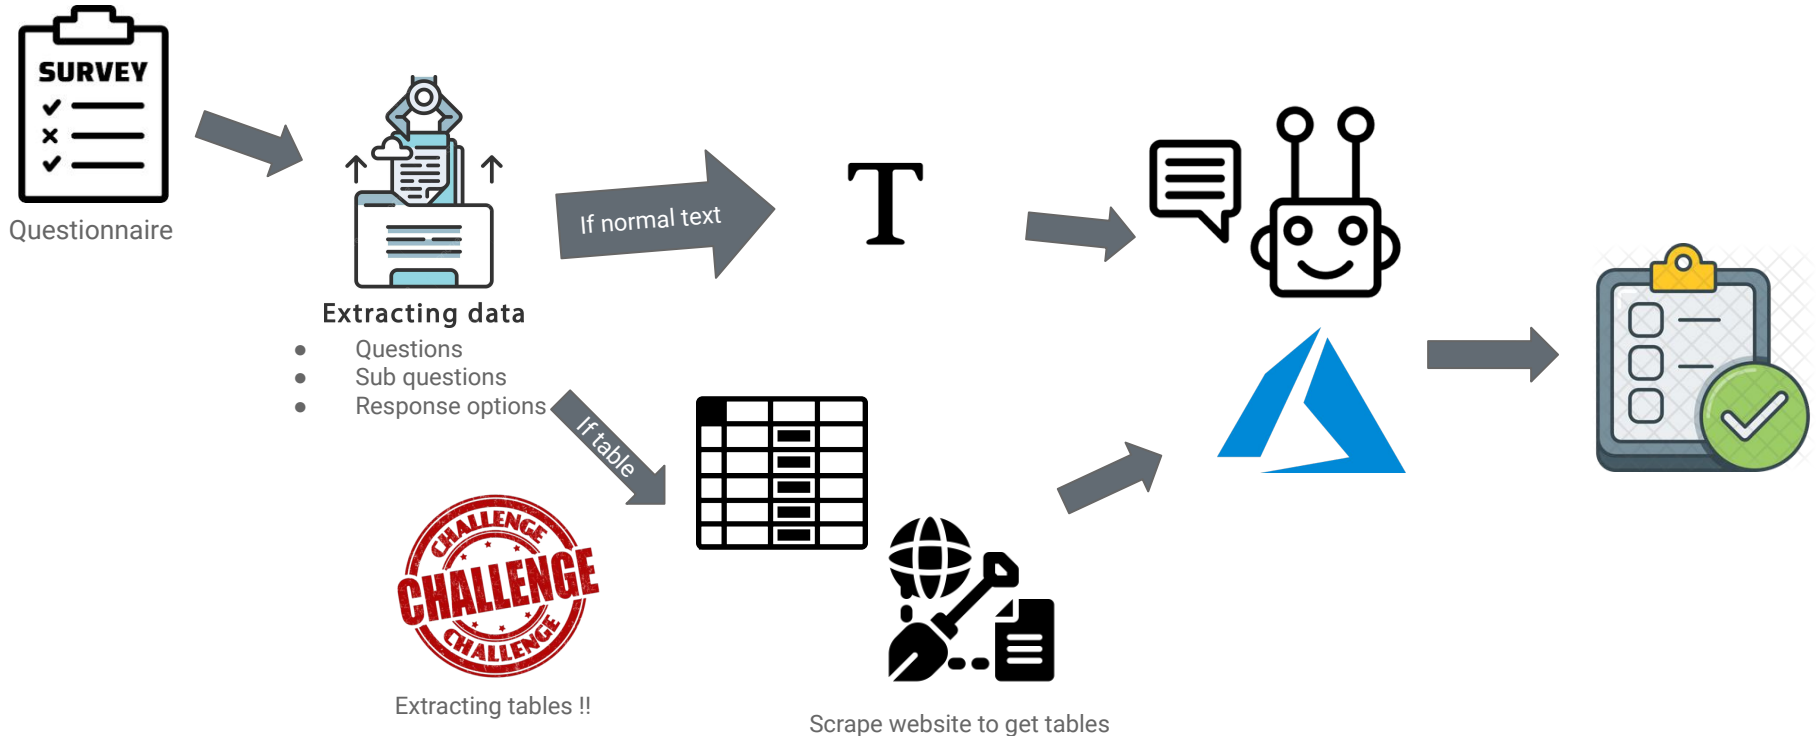 SURVEY
Questionnaire
Extracting data
● Questions
● Sub questions
● Response options
If normal text
T
If table
CHALLENGE
CHALLENGE
CHALLENGE
Extracting tables !!
Scrape website to get tables